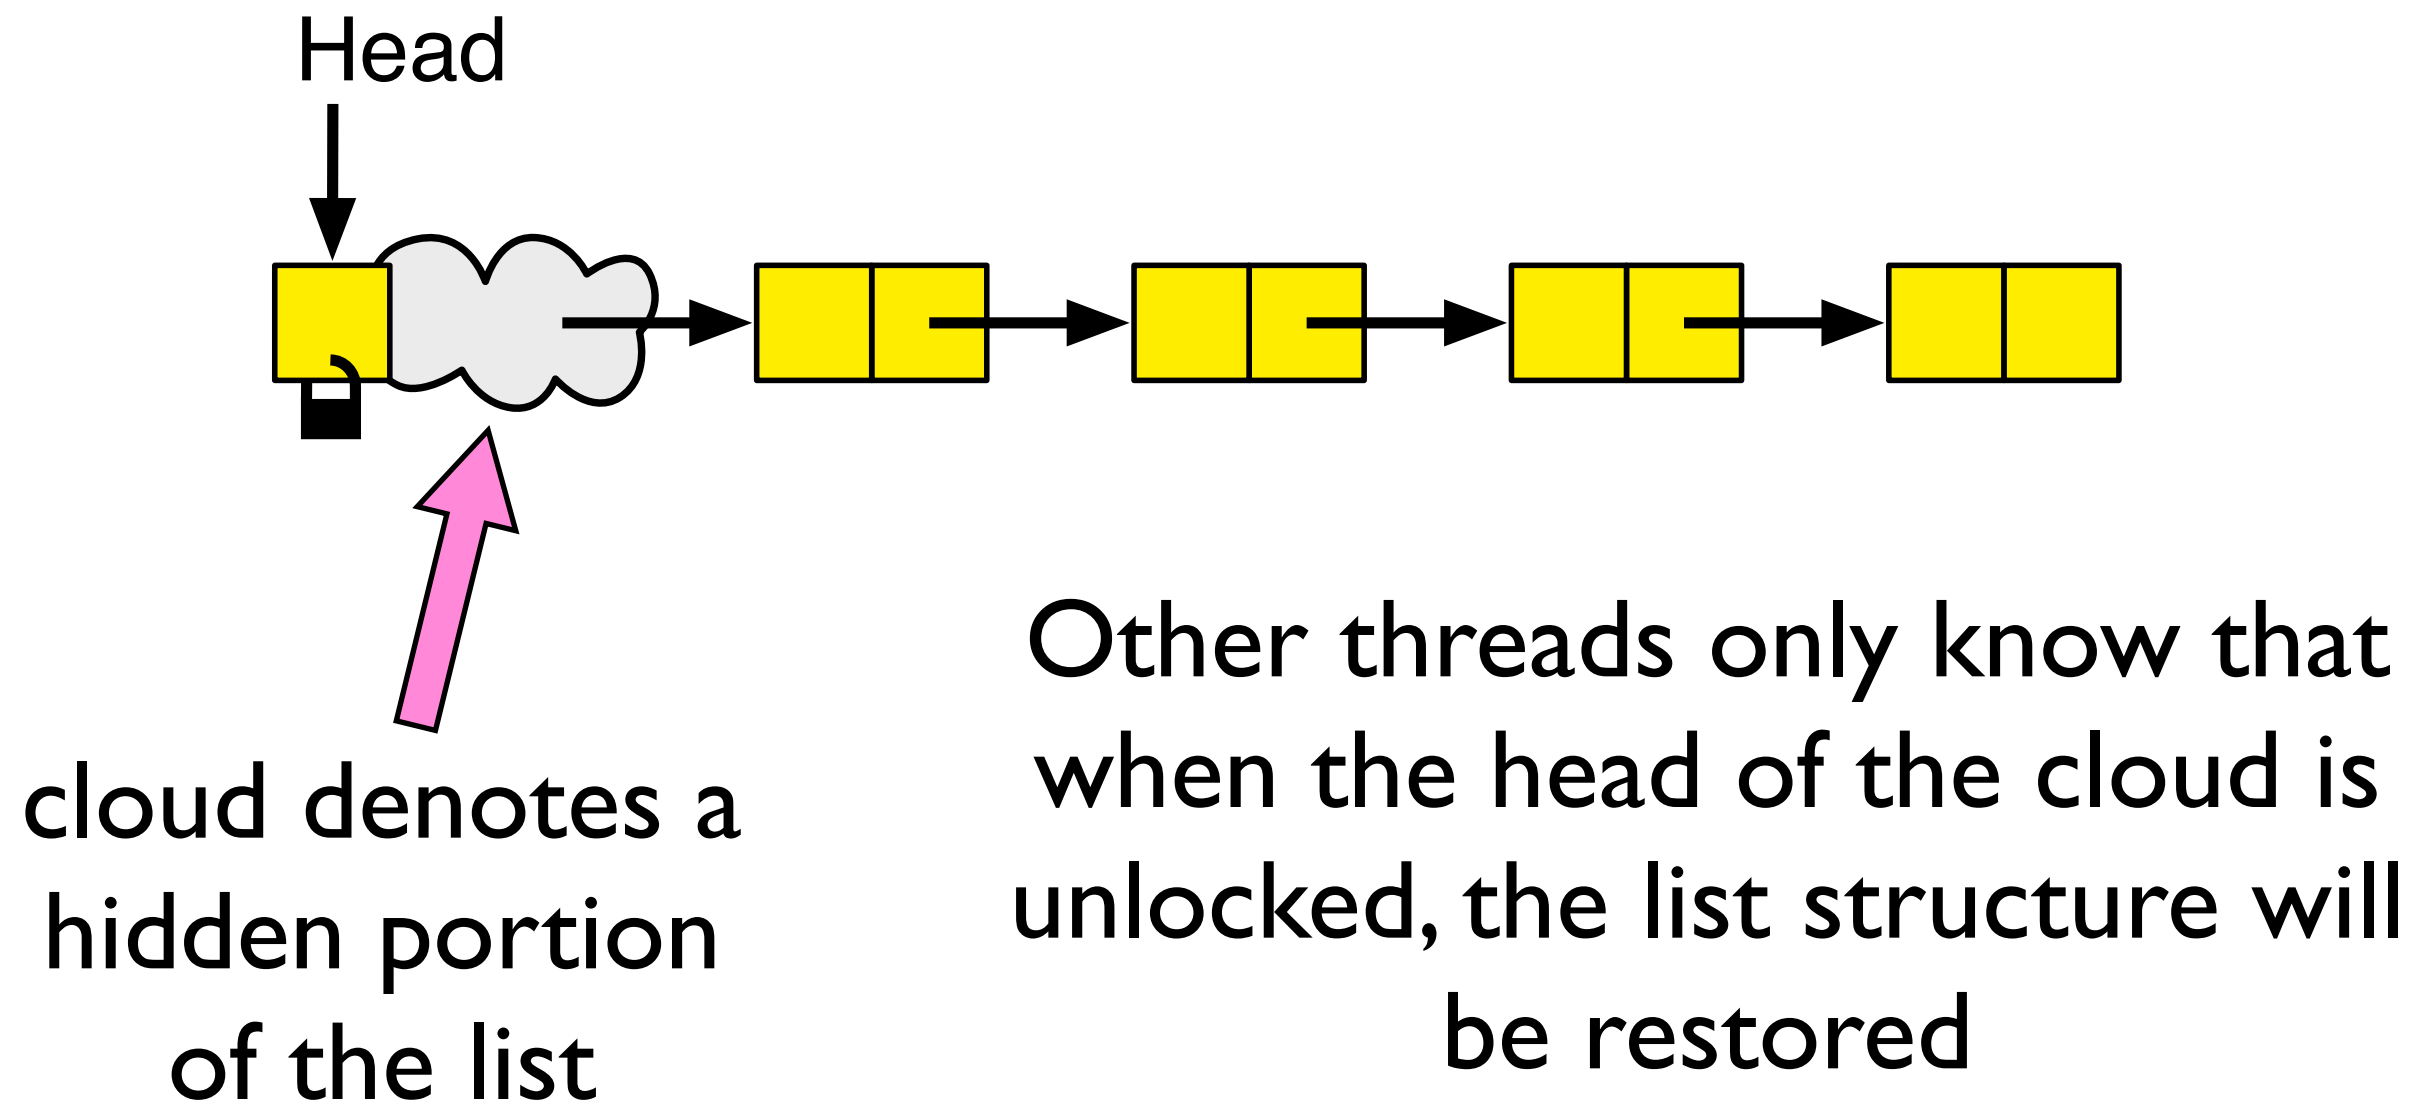 Head
cloud denotes a
hidden portion
of the list
Other threads only know that
when the head of the cloud is
unlocked, the list structure will
be restored